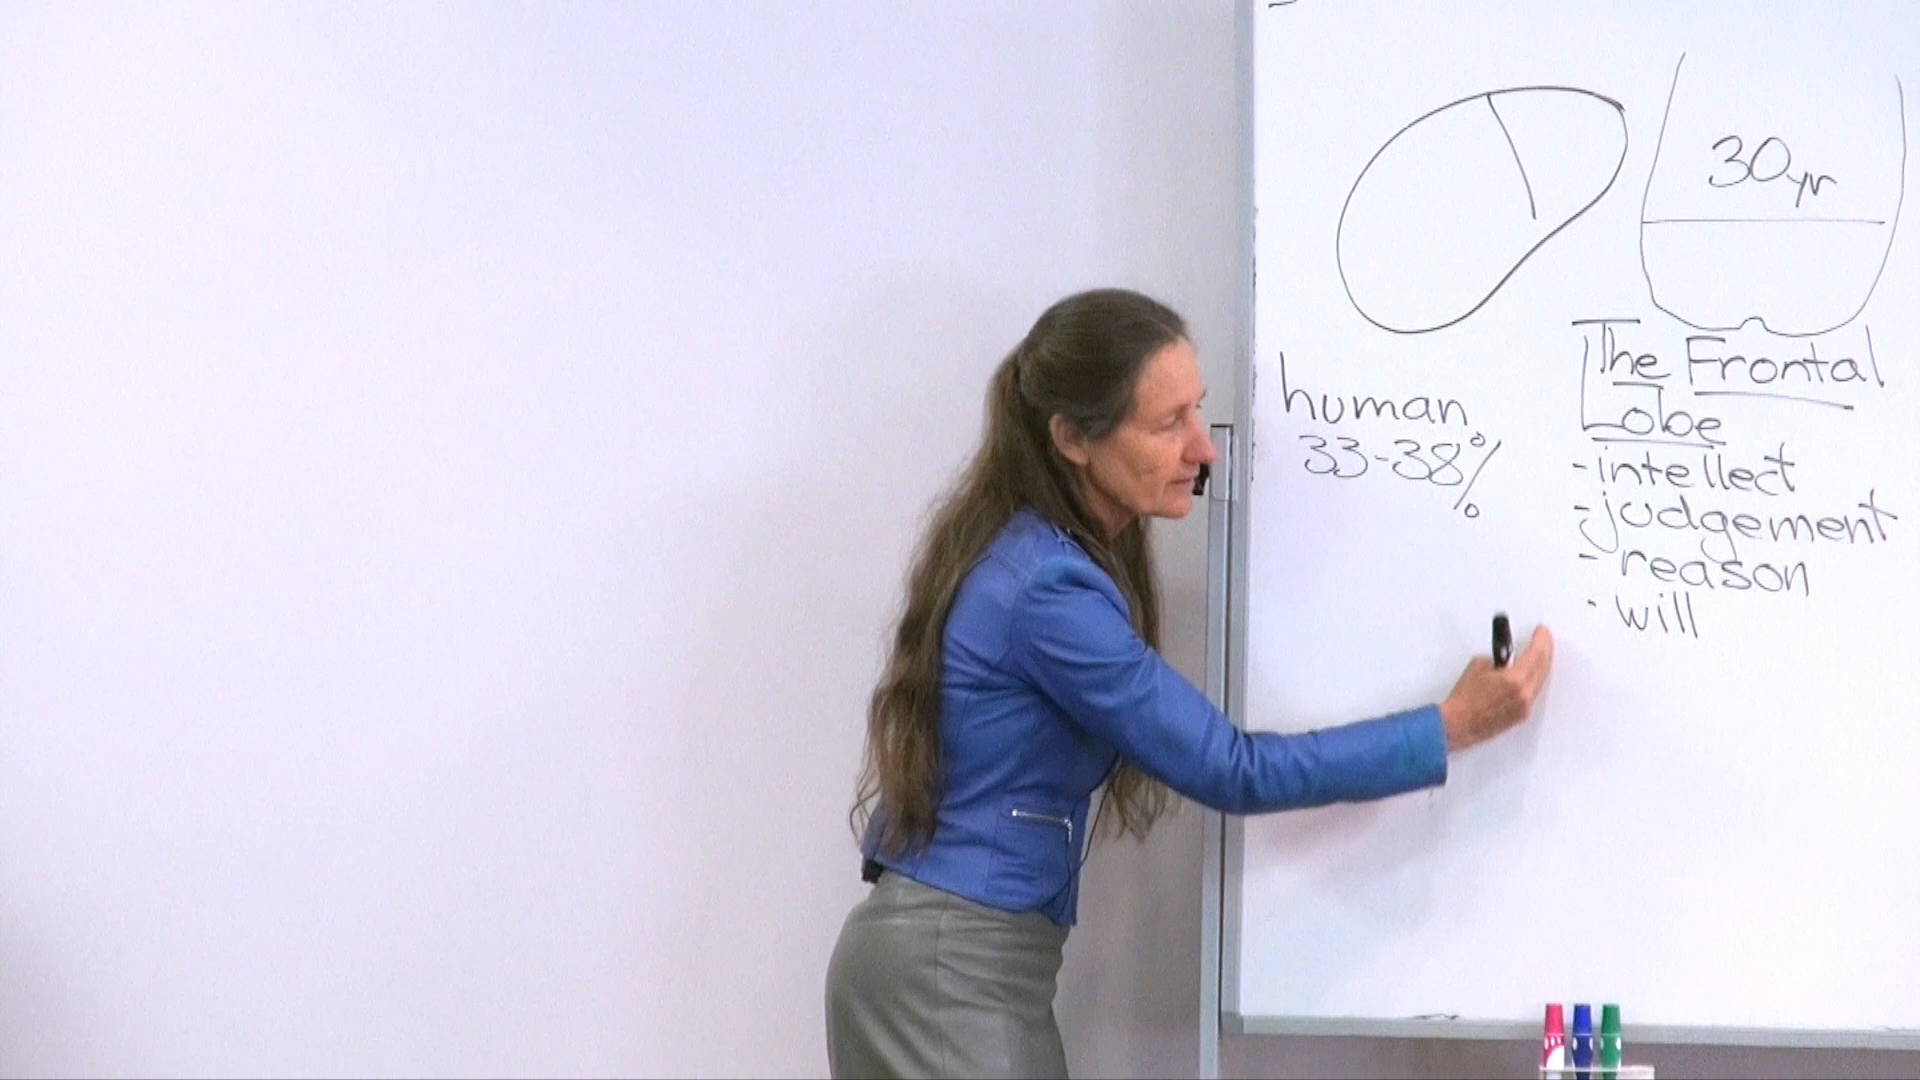 30yr
human
33-38%
The Frontal
Lobe
- intellect
- judgement
- reason
- will